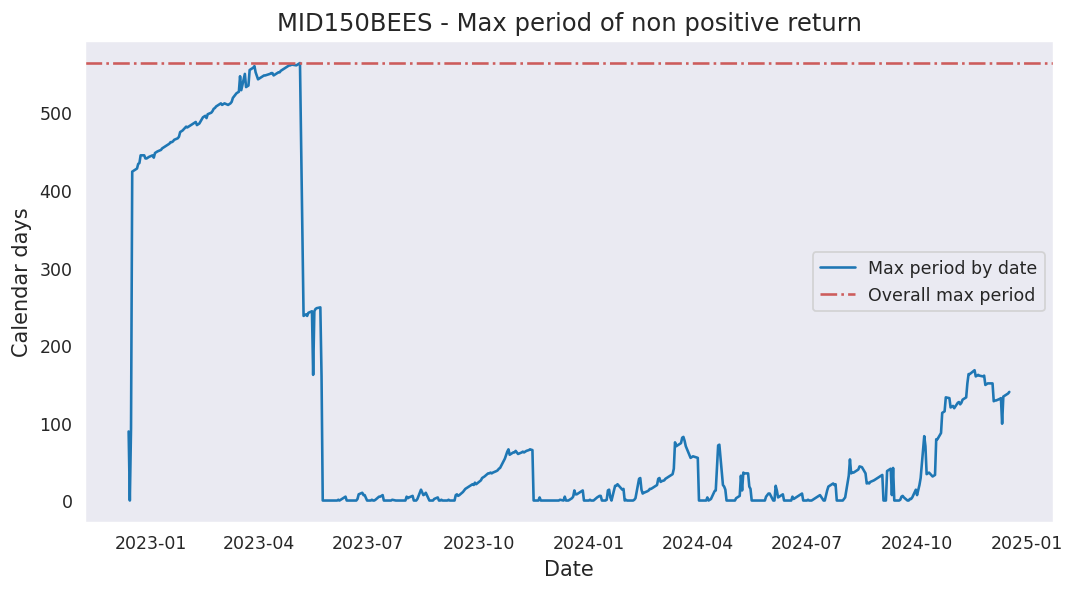 MID150BEES - Max period of non positive return
Calendar days
500
400
300
200
100
0
Max period by date
Overall max period
2023-01 2023-04 2023-07 2023-10 2024-01 2024-04 2024-07 2024-10 2025-01
Date